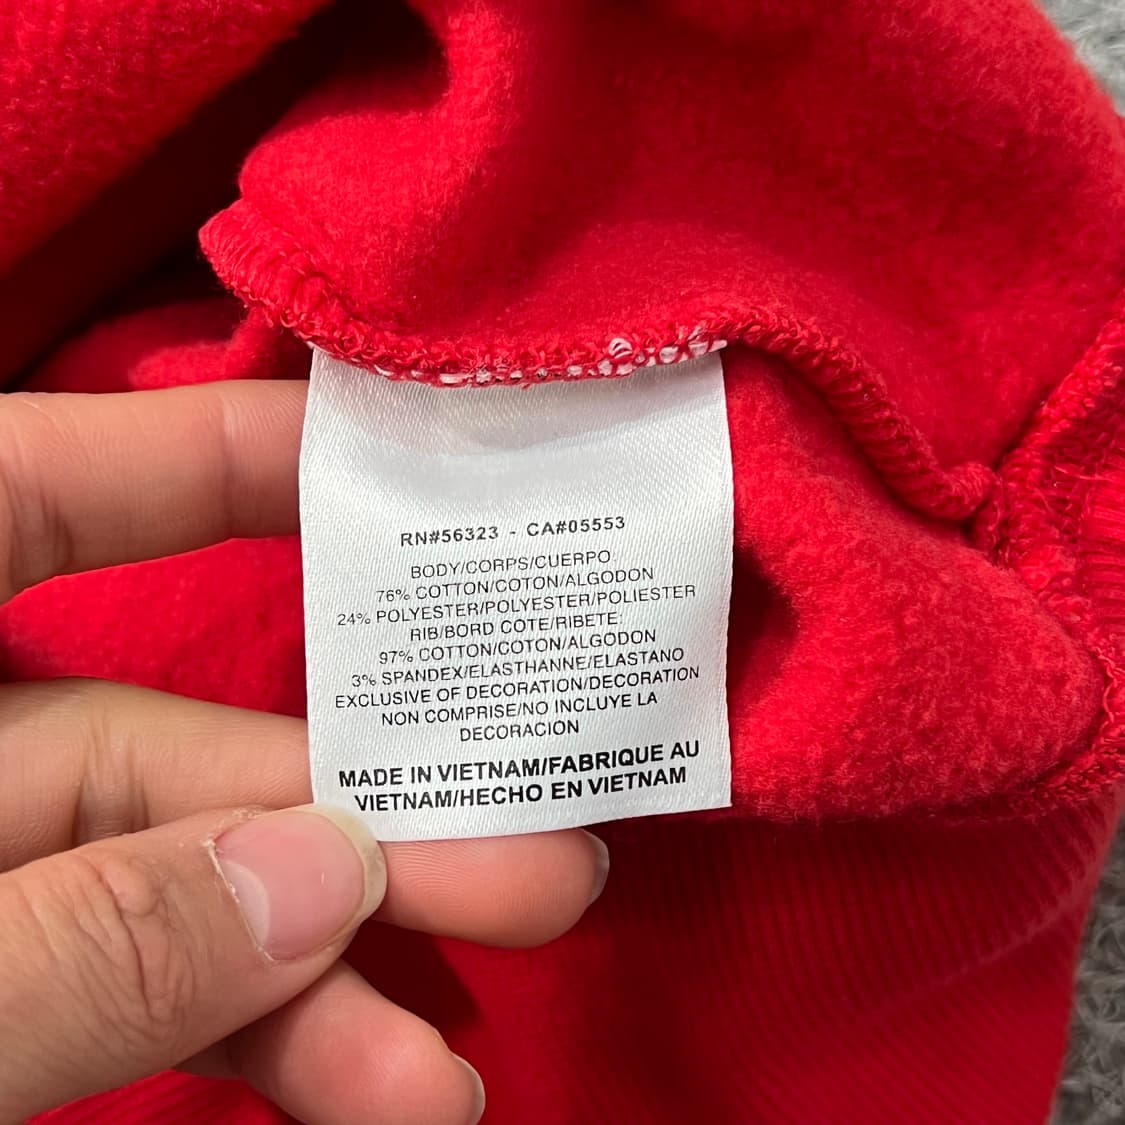 RN#56323 - CA#05553
BODY/CORPS/CUERPO:
76% COTTON/COTON/ALGODON
24% POLYESTER/POLYESTER/POLIESTER
RIB/BORD COTE/RIBETE:
97% COTTON/COTON/ALGODON
3% SPANDEX/ELASTHANNE/ELASTANO
EXCLUSIVE OF DECORATION/DECORATION
NON COMPRISE/NO INCLUYE LA
DECORACION
MADE IN VIETNAM/FABRIQUE AU
VIETNAM/HECHO EN VIETNAM